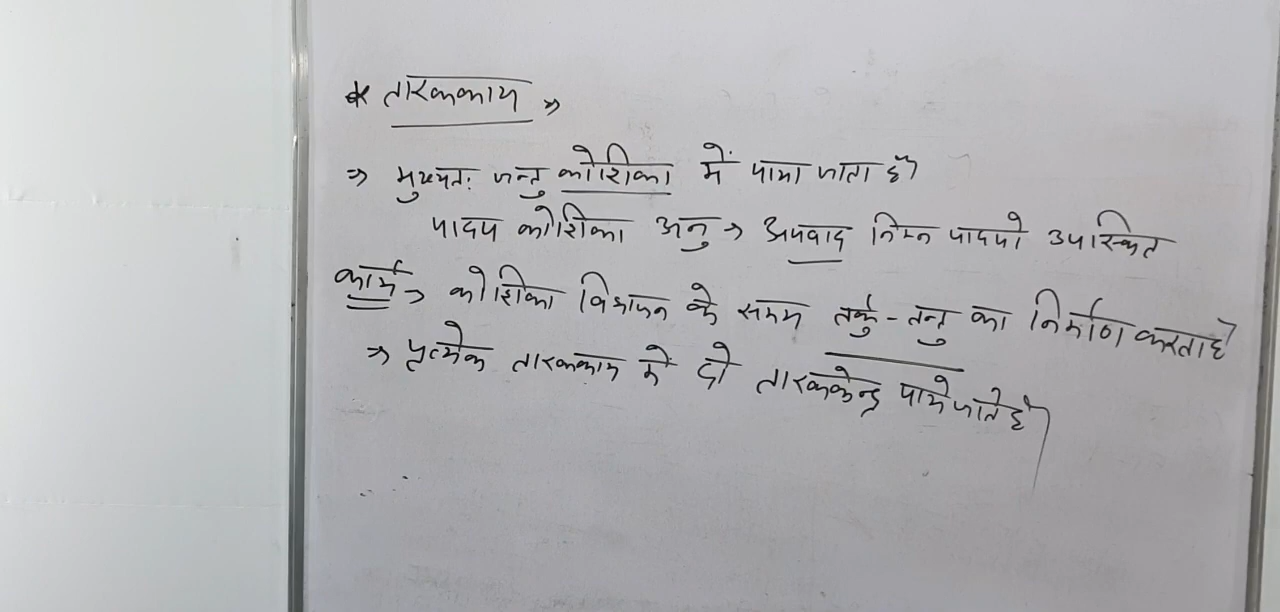 * तारककाय ⇒
⇒ मुख्यतः जन्तु कोशिका में पाया जाता है
पादप कोशिका अनु → अपवाद निम्न पादपो उपस्थित
कार्य → कोशिका विभाजन के समय तर्कु - तन्तु का निर्माण करता है
⇒ प्रत्येक तारककाय मे दो तारककेन्द्र पाये जाते है।